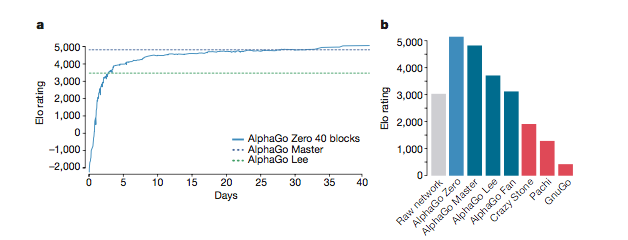 a
5,000
4,000
3,000
2,000
1,000
0
−1,000
−2,000
Elo rating
0 5 10 15 20 25 30 35 40
Days
AlphaGo Zero 40 blocks
AlphaGo Master
AlphaGo Lee
b
5,000
4,000
3,000
2,000
1,000
0
Elo rating
Raw network
AlphaGo Zero
AlphaGo Master
AlphaGo Lee
AlphaGo Fan
Crazy Stone
Pachi
GnuGo